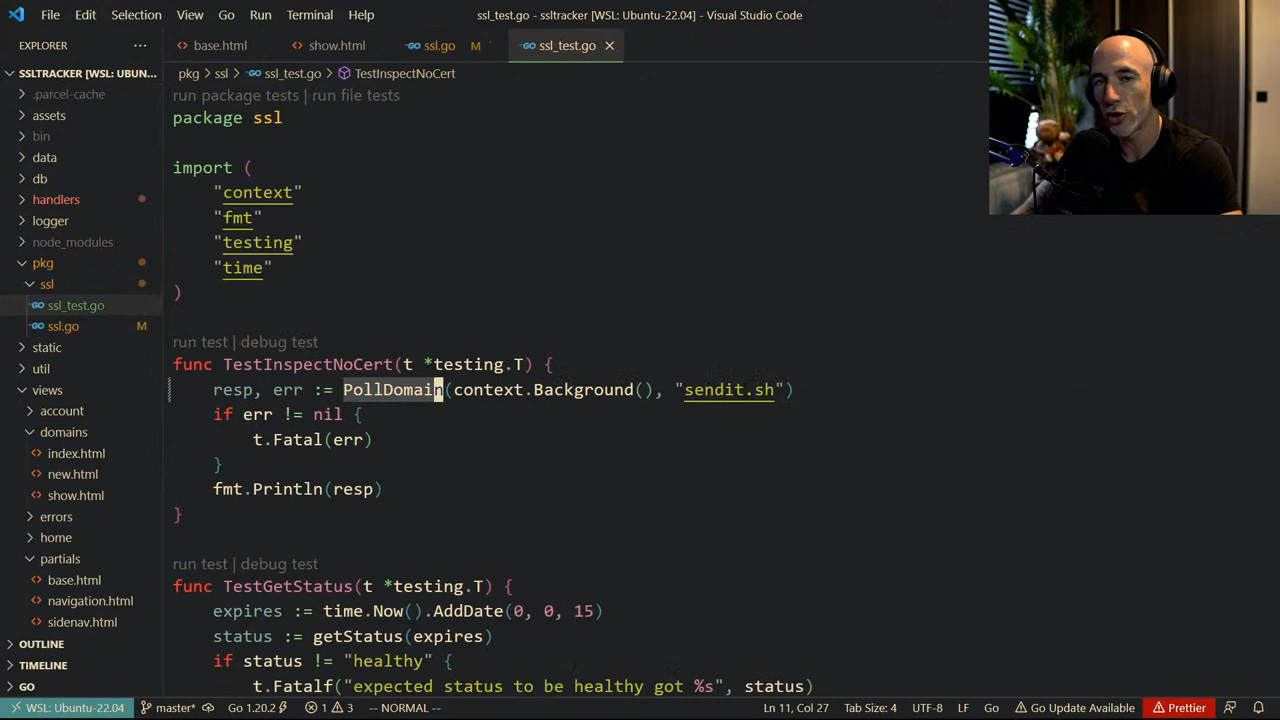 File Edit Selection View Go Run Terminal Help
ssl_test.go - ssltracker [WSL: Ubuntu-22.04] - Visual Studio Code
EXPLORER
SSLTRACKER [WSL: UBUN...
.parcel-cache
assets
bin
data
db
handlers
logger
node_modules
pkg
ssl
ssl_test.go
ssl.go M
static
util
views
account
domains
index.html
new.html
show.html
errors
home
partials
base.html
navigation.html
sidenav.html
OUTLINE
TIMELINE
GO
base.html
show.html
ssl.go M
ssl_test.go
pkg > ssl > ssl_test.go > TestInspectNoCert
run package tests | run file tests
package ssl
import (
"context"
"fmt"
"testing"
"time"
)
run test | debug test
func TestInspectNoCert(t *testing.T) {
resp, err := PollDomain(context.Background(), "sendit.sh")
if err != nil {
t.Fatal(err)
}
fmt.Println(resp)
}
run test | debug test
func TestGetStatus(t *testing.T) {
expires := time.Now().AddDate(0, 0, 15)
status := getStatus(expires)
if status != "healthy" {
t.Fatalf("expected status to be healthy got %s", status)
WSL: Ubuntu-22.04 master* Go 1.20.2 1 3 -- NORMAL -- Ln 11, Col 27 Tab Size: 4 UTF-8 LF Go Go Update Available Prettier